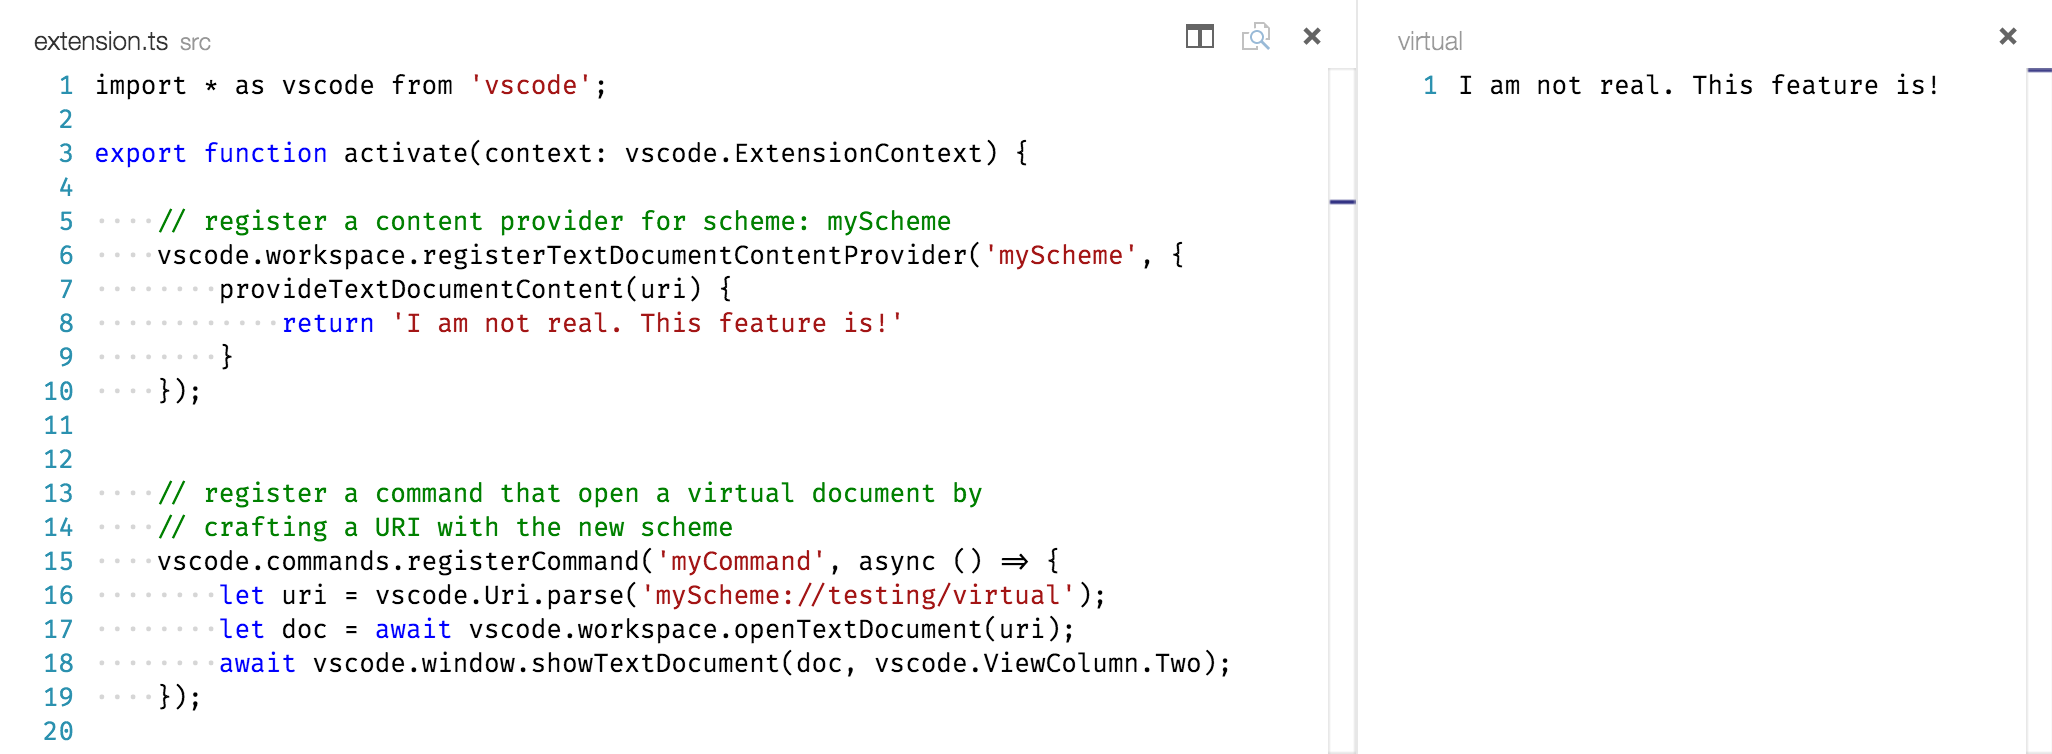 extension.ts src
1 import * as vscode from 'vscode';
2
3 export function activate(context: vscode.ExtensionContext) {
4
5 // register a content provider for scheme: myScheme
6 vscode.workspace.registerTextDocumentContentProvider('myScheme', {
7 provideTextDocumentContent(uri) {
8 return 'I am not real. This feature is!'
9 }
10 });
11
12
13 // register a command that open a virtual document by
14 // crafting a URI with the new scheme
15 vscode.commands.registerCommand('myCommand', async () => {
16 let uri = vscode.Uri.parse('myScheme://testing/virtual');
17 let doc = await vscode.workspace.openTextDocument(uri);
18 await vscode.window.showTextDocument(doc, vscode.ViewColumn.Two);
19 });
20
virtual
1 I am not real. This feature is!